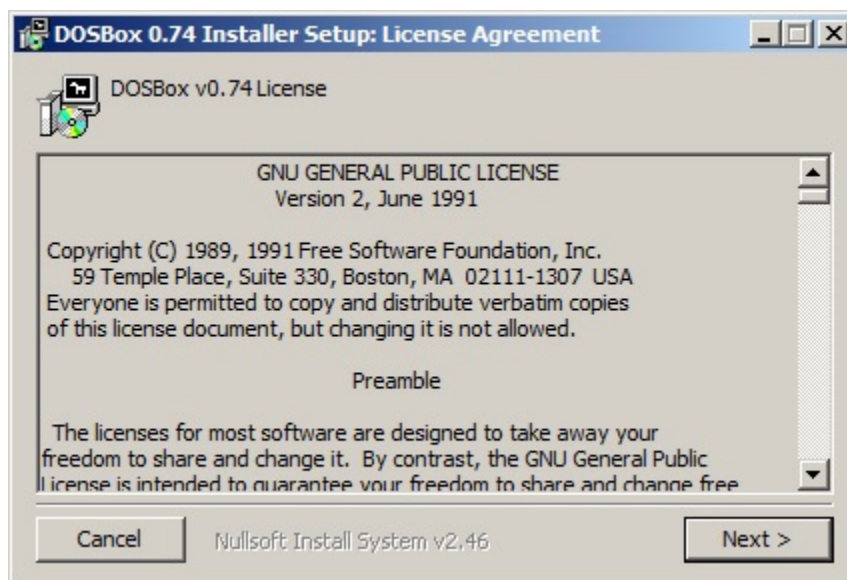 DOSBox 0.74 Installer Setup: License Agreement
DOSBox v0.74 License
GNU GENERAL PUBLIC LICENSE
Version 2, June 1991
Copyright (C) 1989, 1991 Free Software Foundation, Inc.
59 Temple Place, Suite 330, Boston, MA  02111-1307  USA
Everyone is permitted to copy and distribute verbatim copies
of this license document, but changing it is not allowed.
Preamble
The licenses for most software are designed to take away your
freedom to share and change it.  By contrast, the GNU General Public
License is intended to guarantee your freedom to share and change free
Cancel
Nullsoft Install System v2.46
Next >